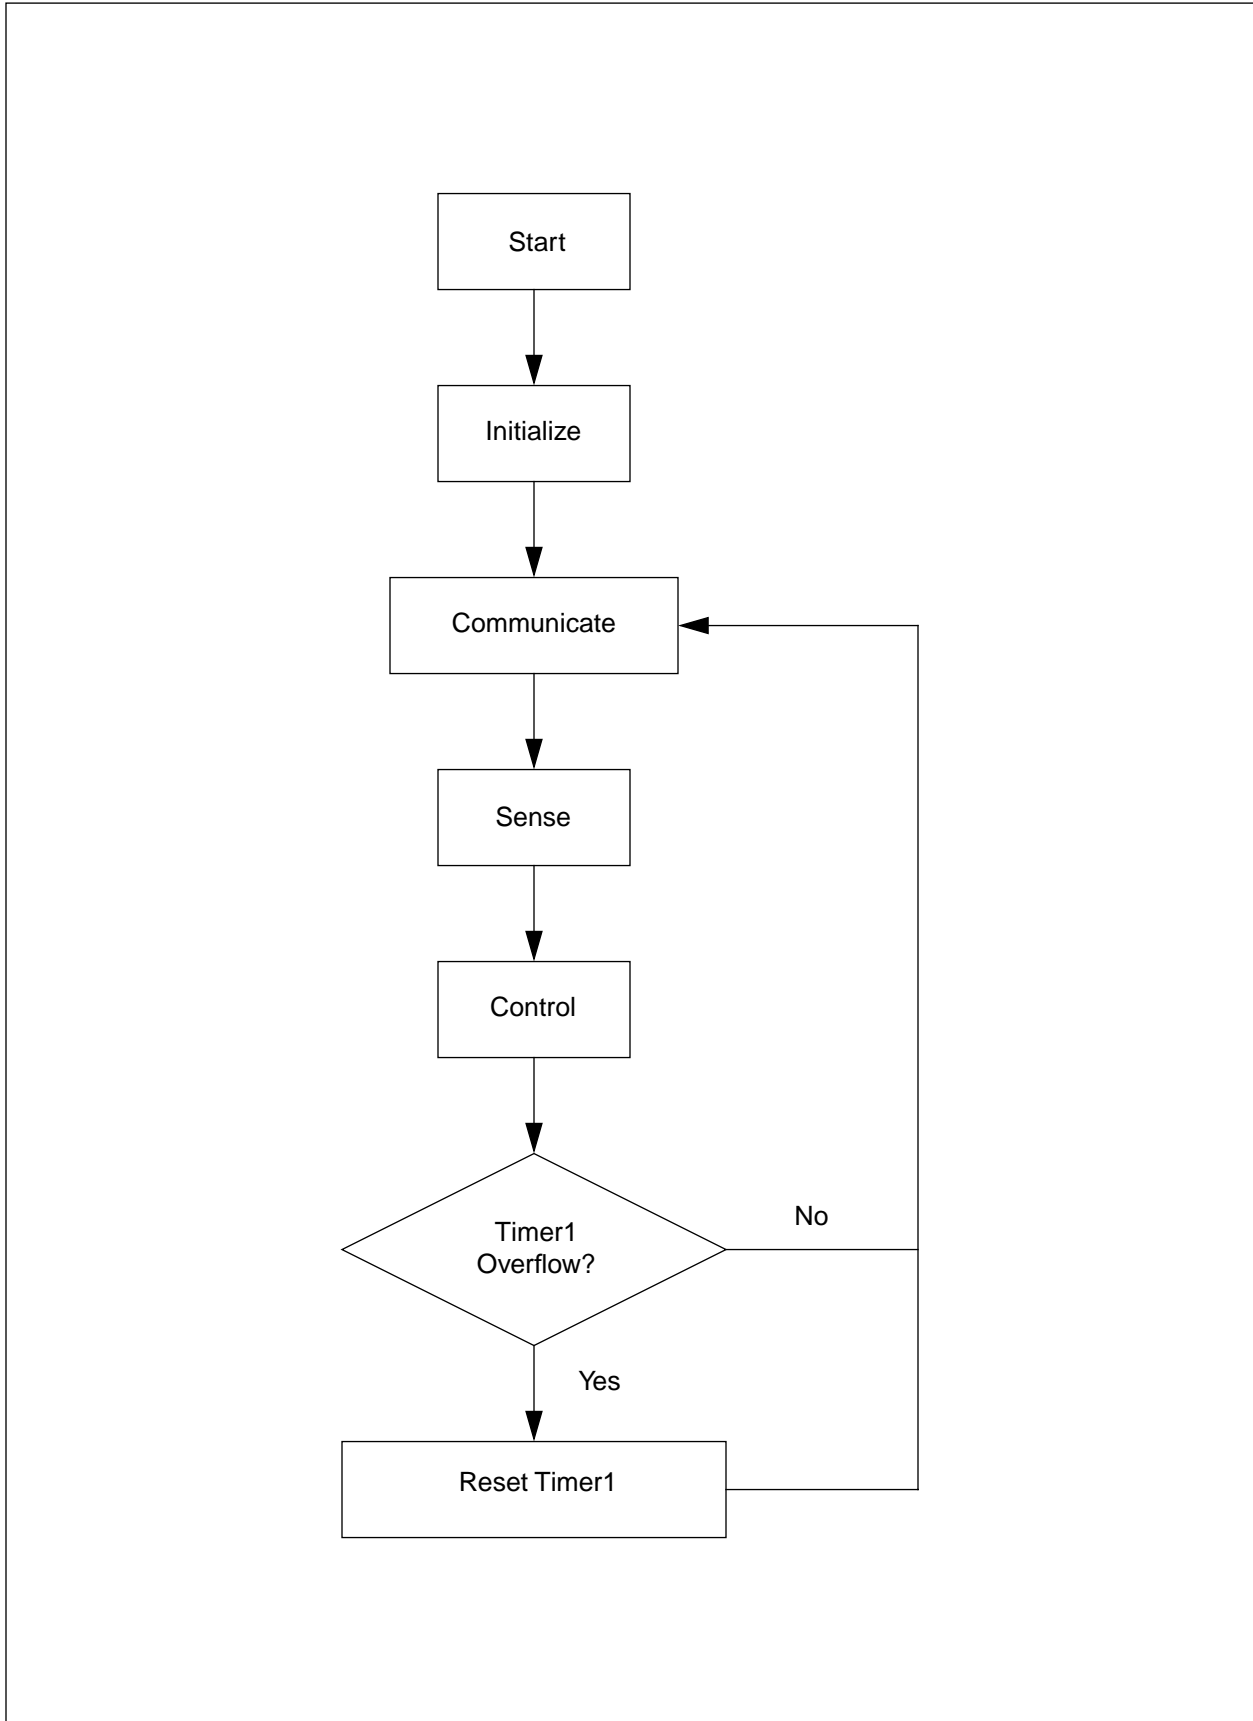 Start
Initialize
Communicate
Sense
Control
Timer1
Overflow?
No
Yes
Reset Timer1